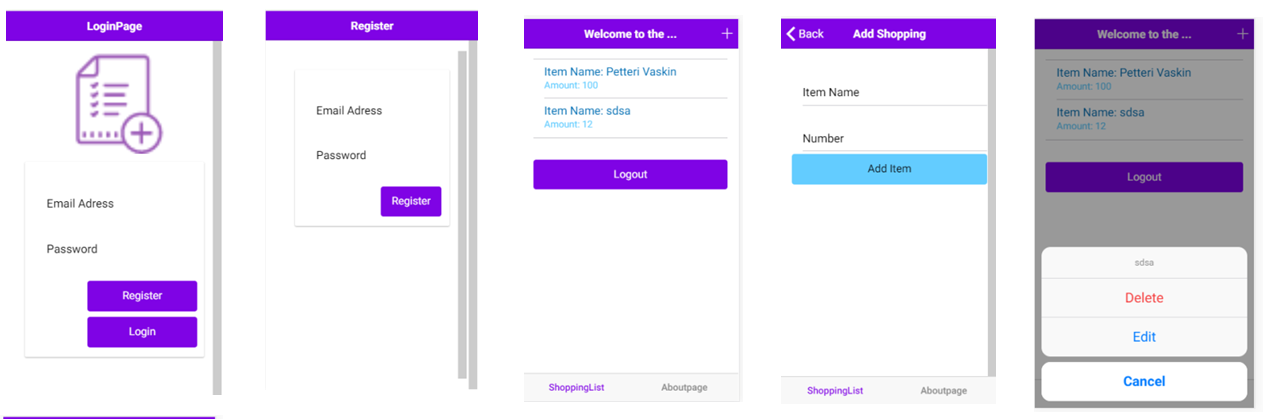 LoginPage
Email Adress
Password
Register
Login
Register
Email Adress
Password
Register
Welcome to the ...
Item Name: Petteri Vaskin
Amount: 100
Item Name: sdsa
Amount: 12
Logout
ShoppingList Aboutpage
Back Add Shopping
Item Name
Number
Add Item
ShoppingList Aboutpage
Welcome to the ...
Item Name: Petteri Vaskin
Amount: 100
Item Name: sdsa
Amount: 12
Logout
sdsa
Delete
Edit
Cancel